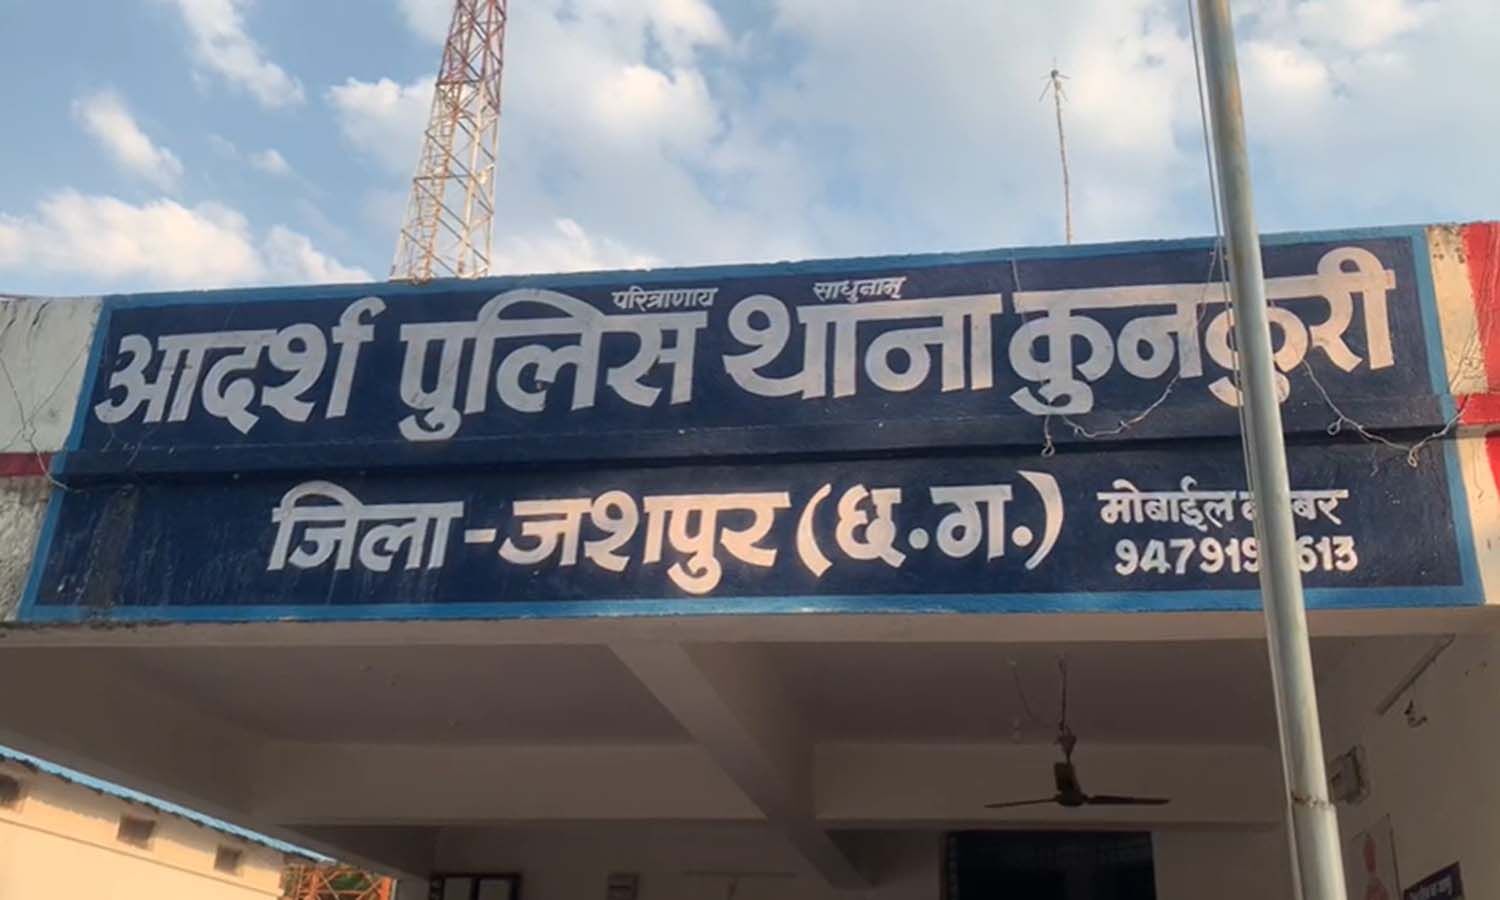 परित्राणाय साधुनाम्
आदर्श पुलिस थाना कुनकुरी
जिला - जशपुर (छ.ग.)
मोबाईल